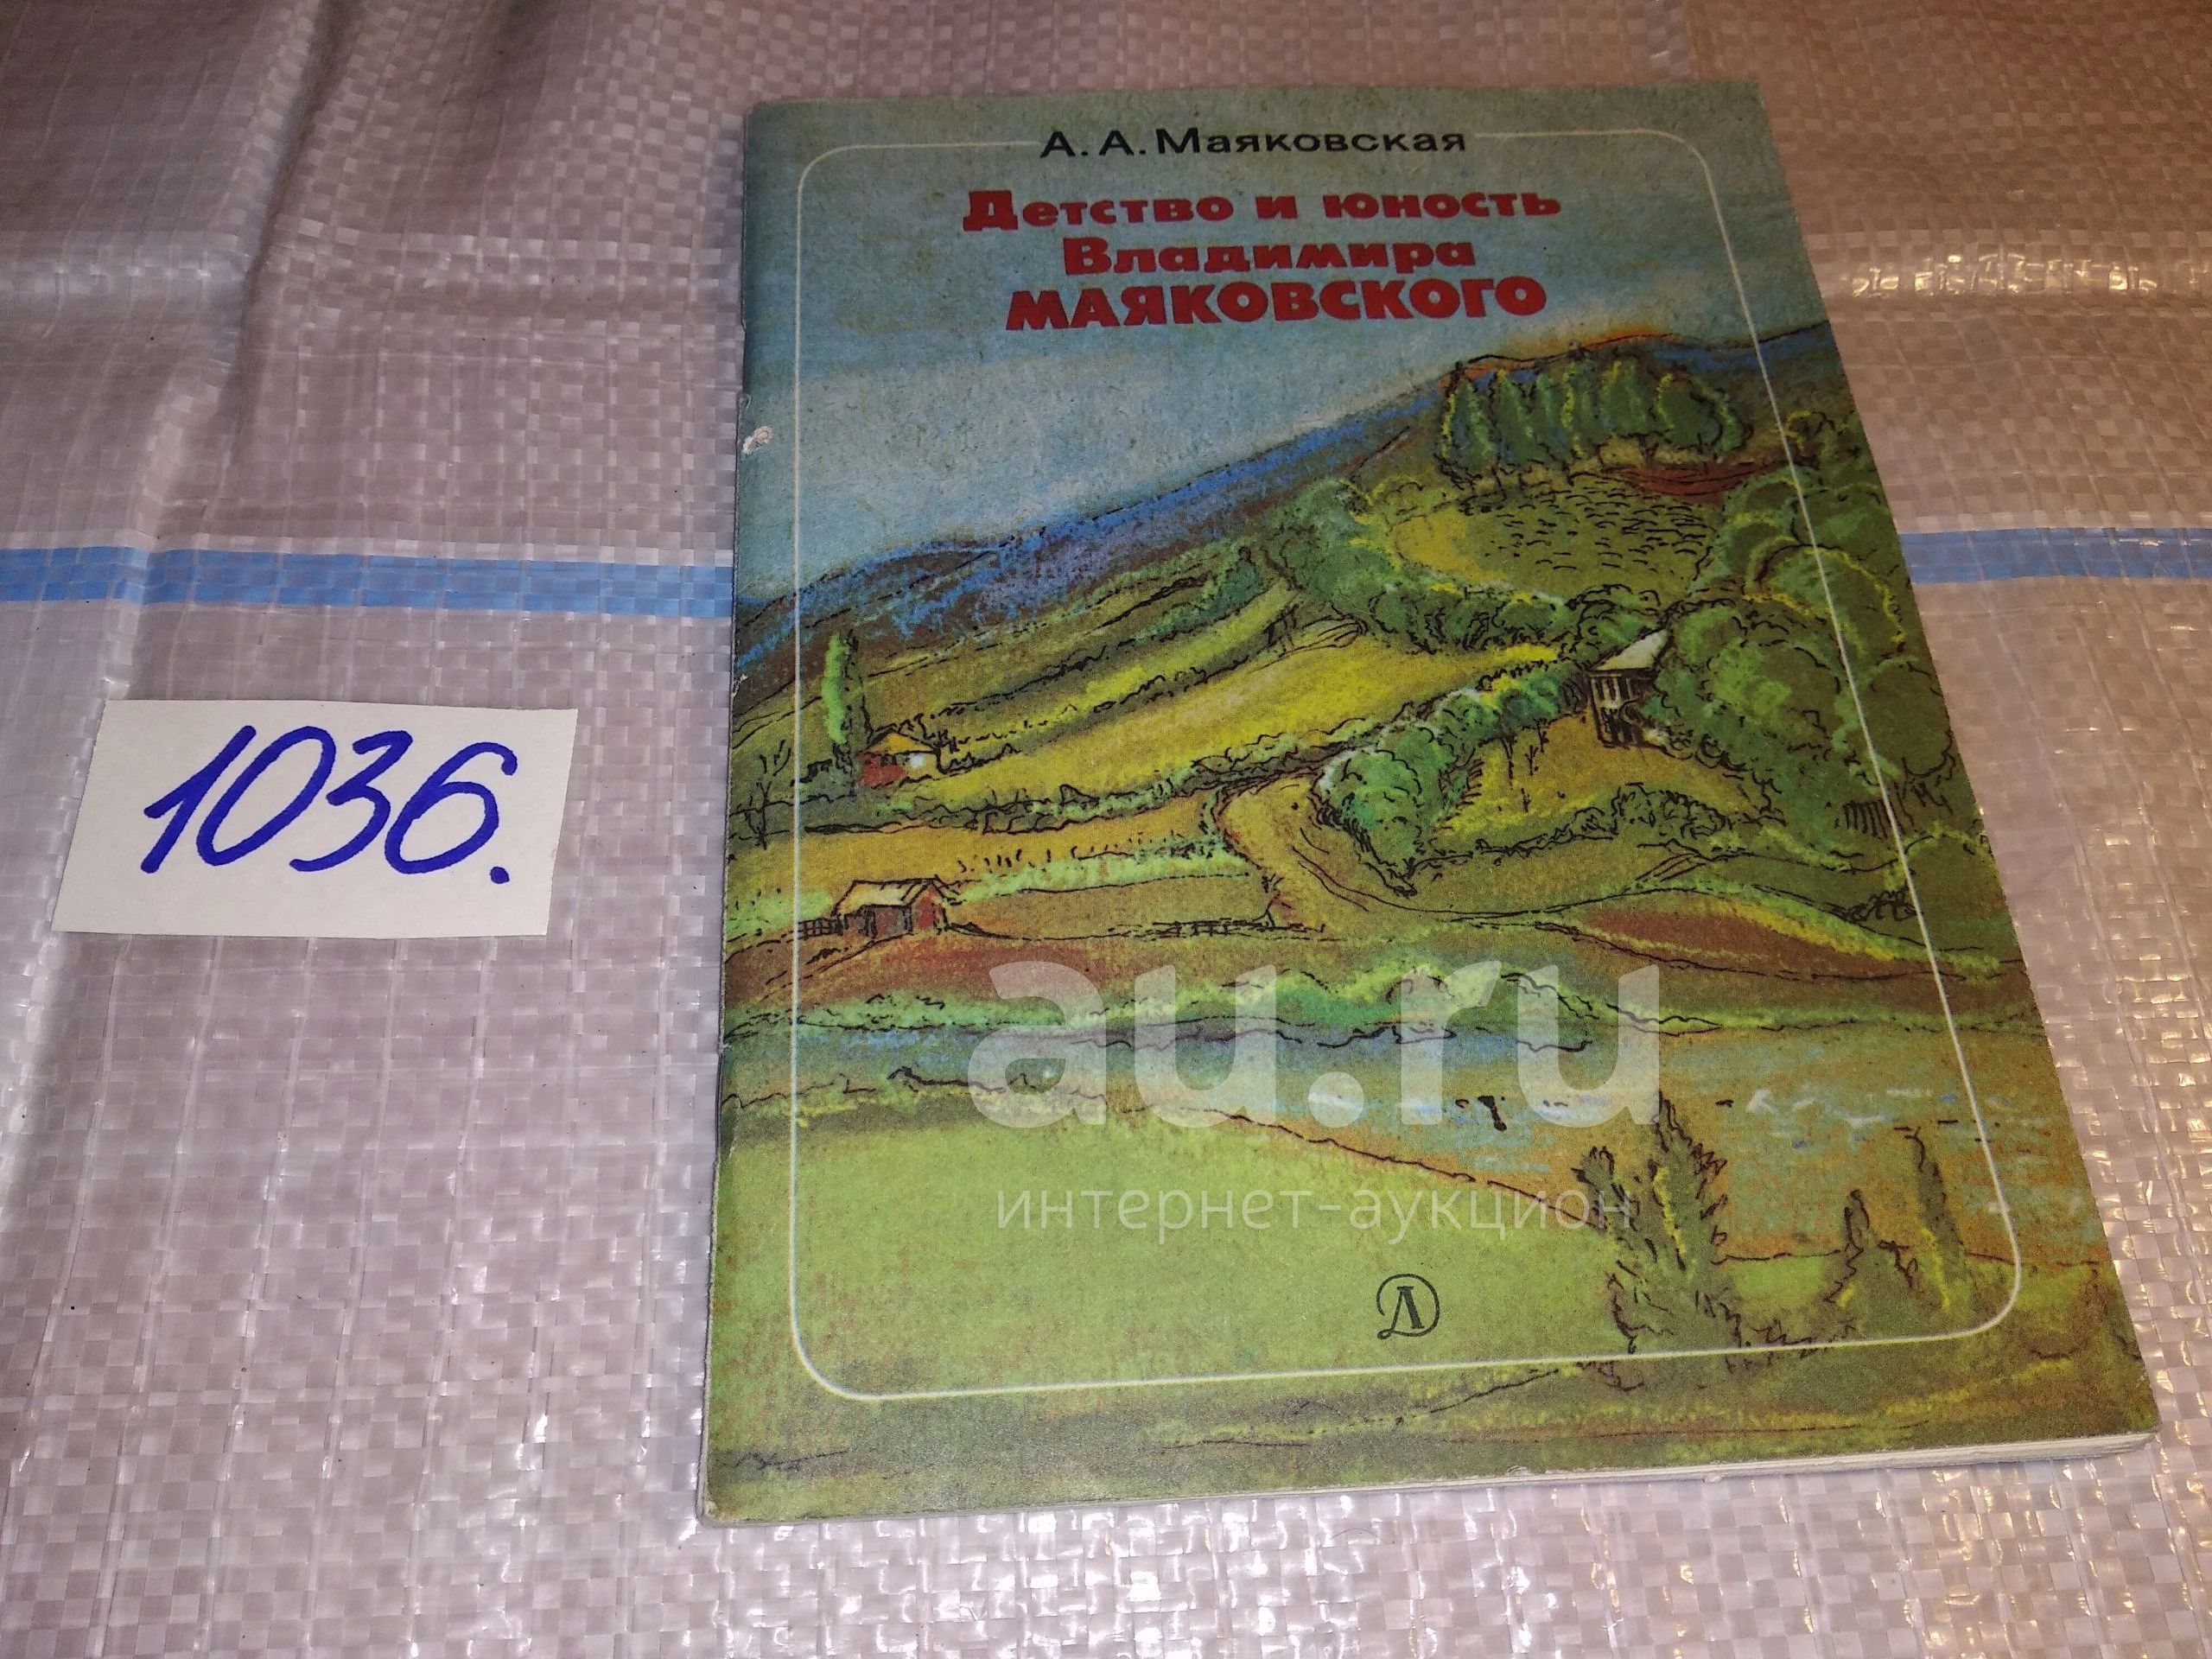 А. А. Маяковская
Детство и юность
Владимира
МАЯКОВСКОГО
1036.
au.ru
интернет-аукцион
Д